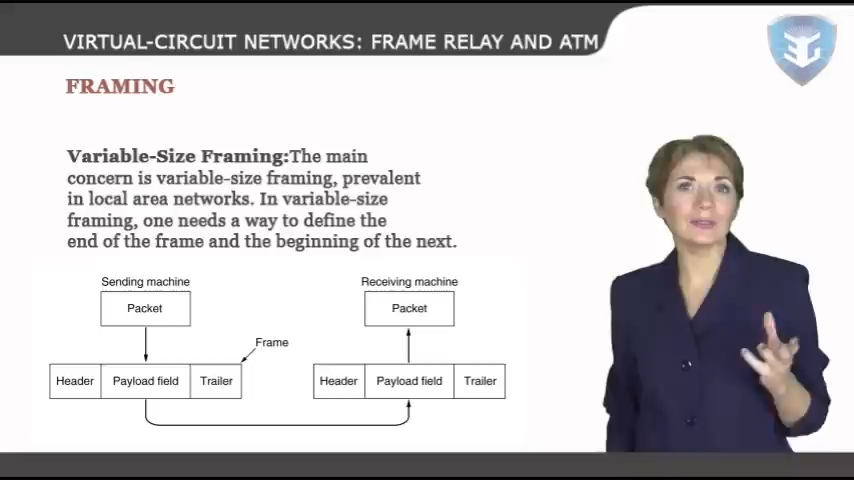 VIRTUAL-CIRCUIT NETWORKS: FRAME RELAY AND ATM
FRAMING
Variable-Size Framing:The main
concern is variable-size framing, prevalent
in local area networks. In variable-size
framing, one needs a way to define the
end of the frame and the beginning of the next.
Sending machine
Receiving machine
Packet
Packet
Frame
Header Payload field Trailer
Header Payload field Trailer